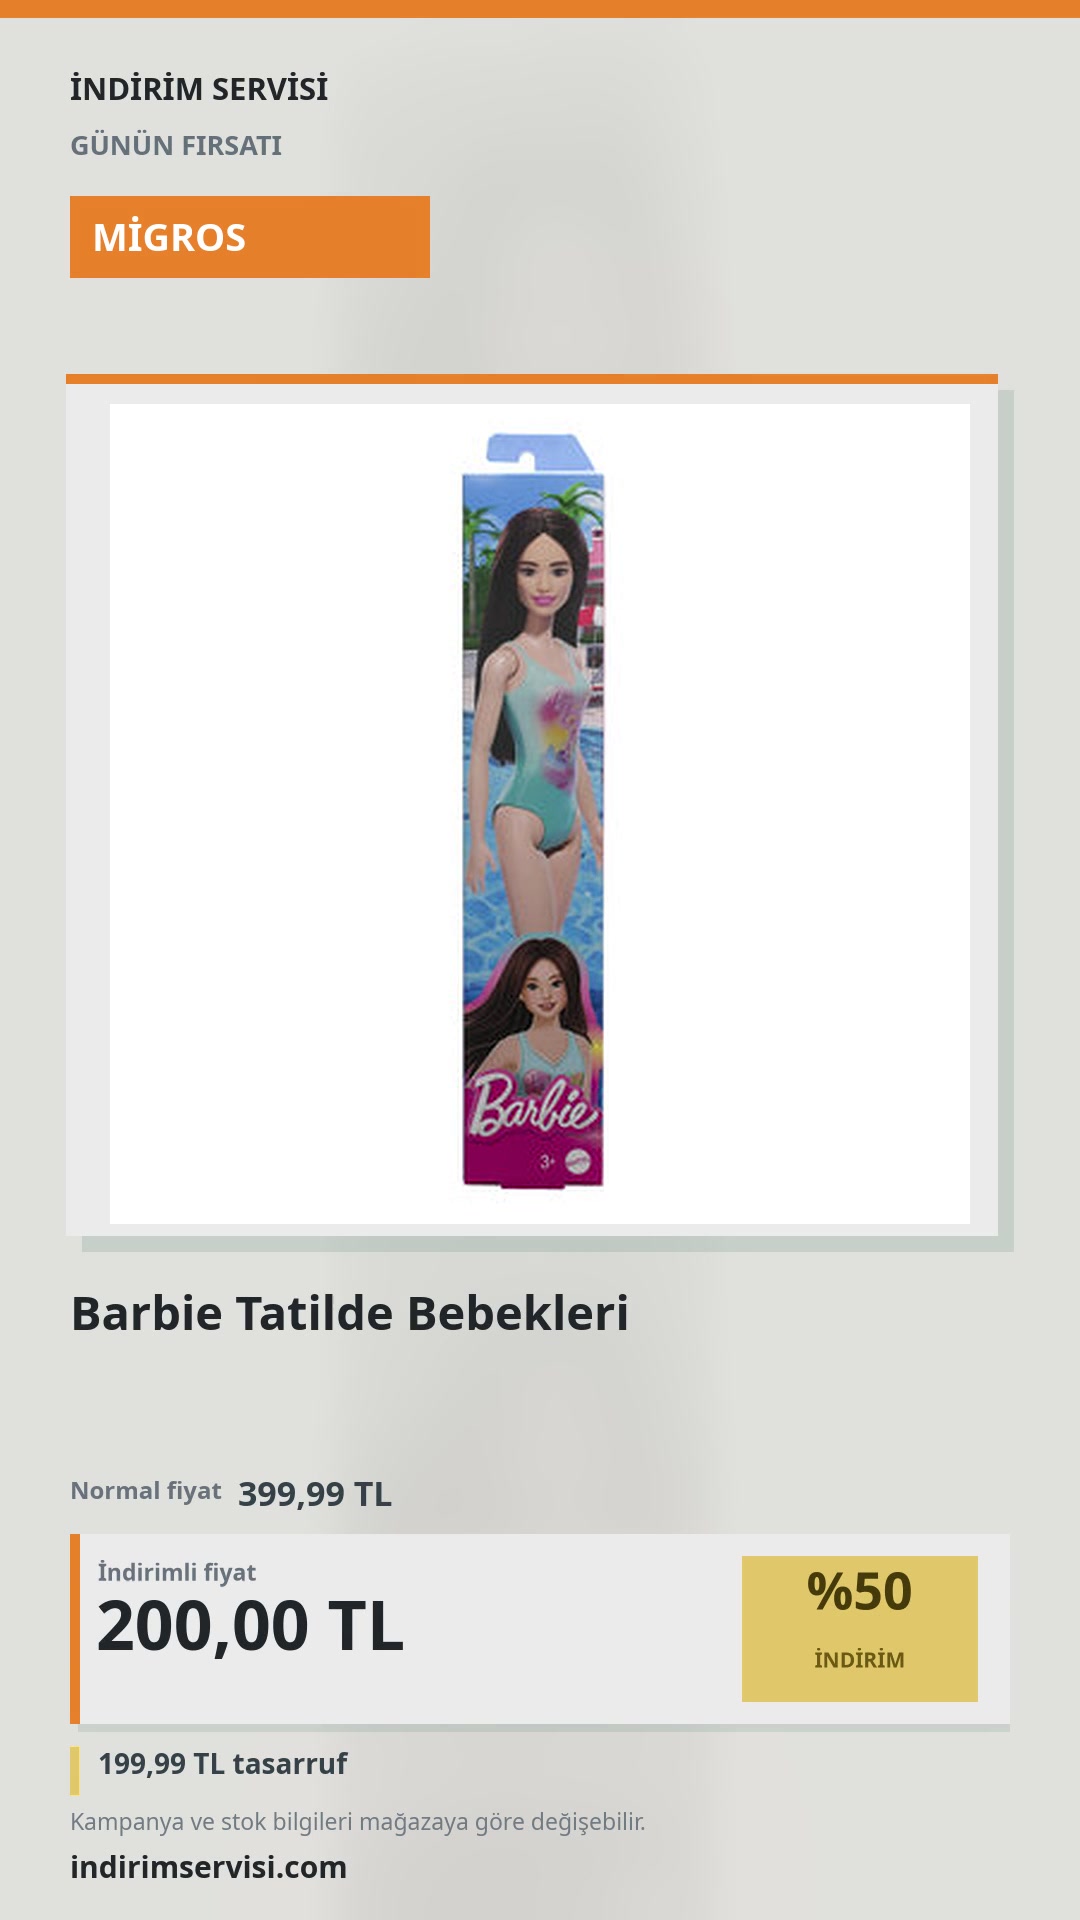 İNDİRİM SERVİSİ
GÜNÜN FIRSATI
MİGROS
Barbie
3+
Barbie Tatilde Bebekleri
Normal fiyat 399,99 TL
İndirimli fiyat
200,00 TL
%50
İNDİRİM
199,99 TL tasarruf
Kampanya ve stok bilgileri mağazaya göre değişebilir.
indirimservisi.com